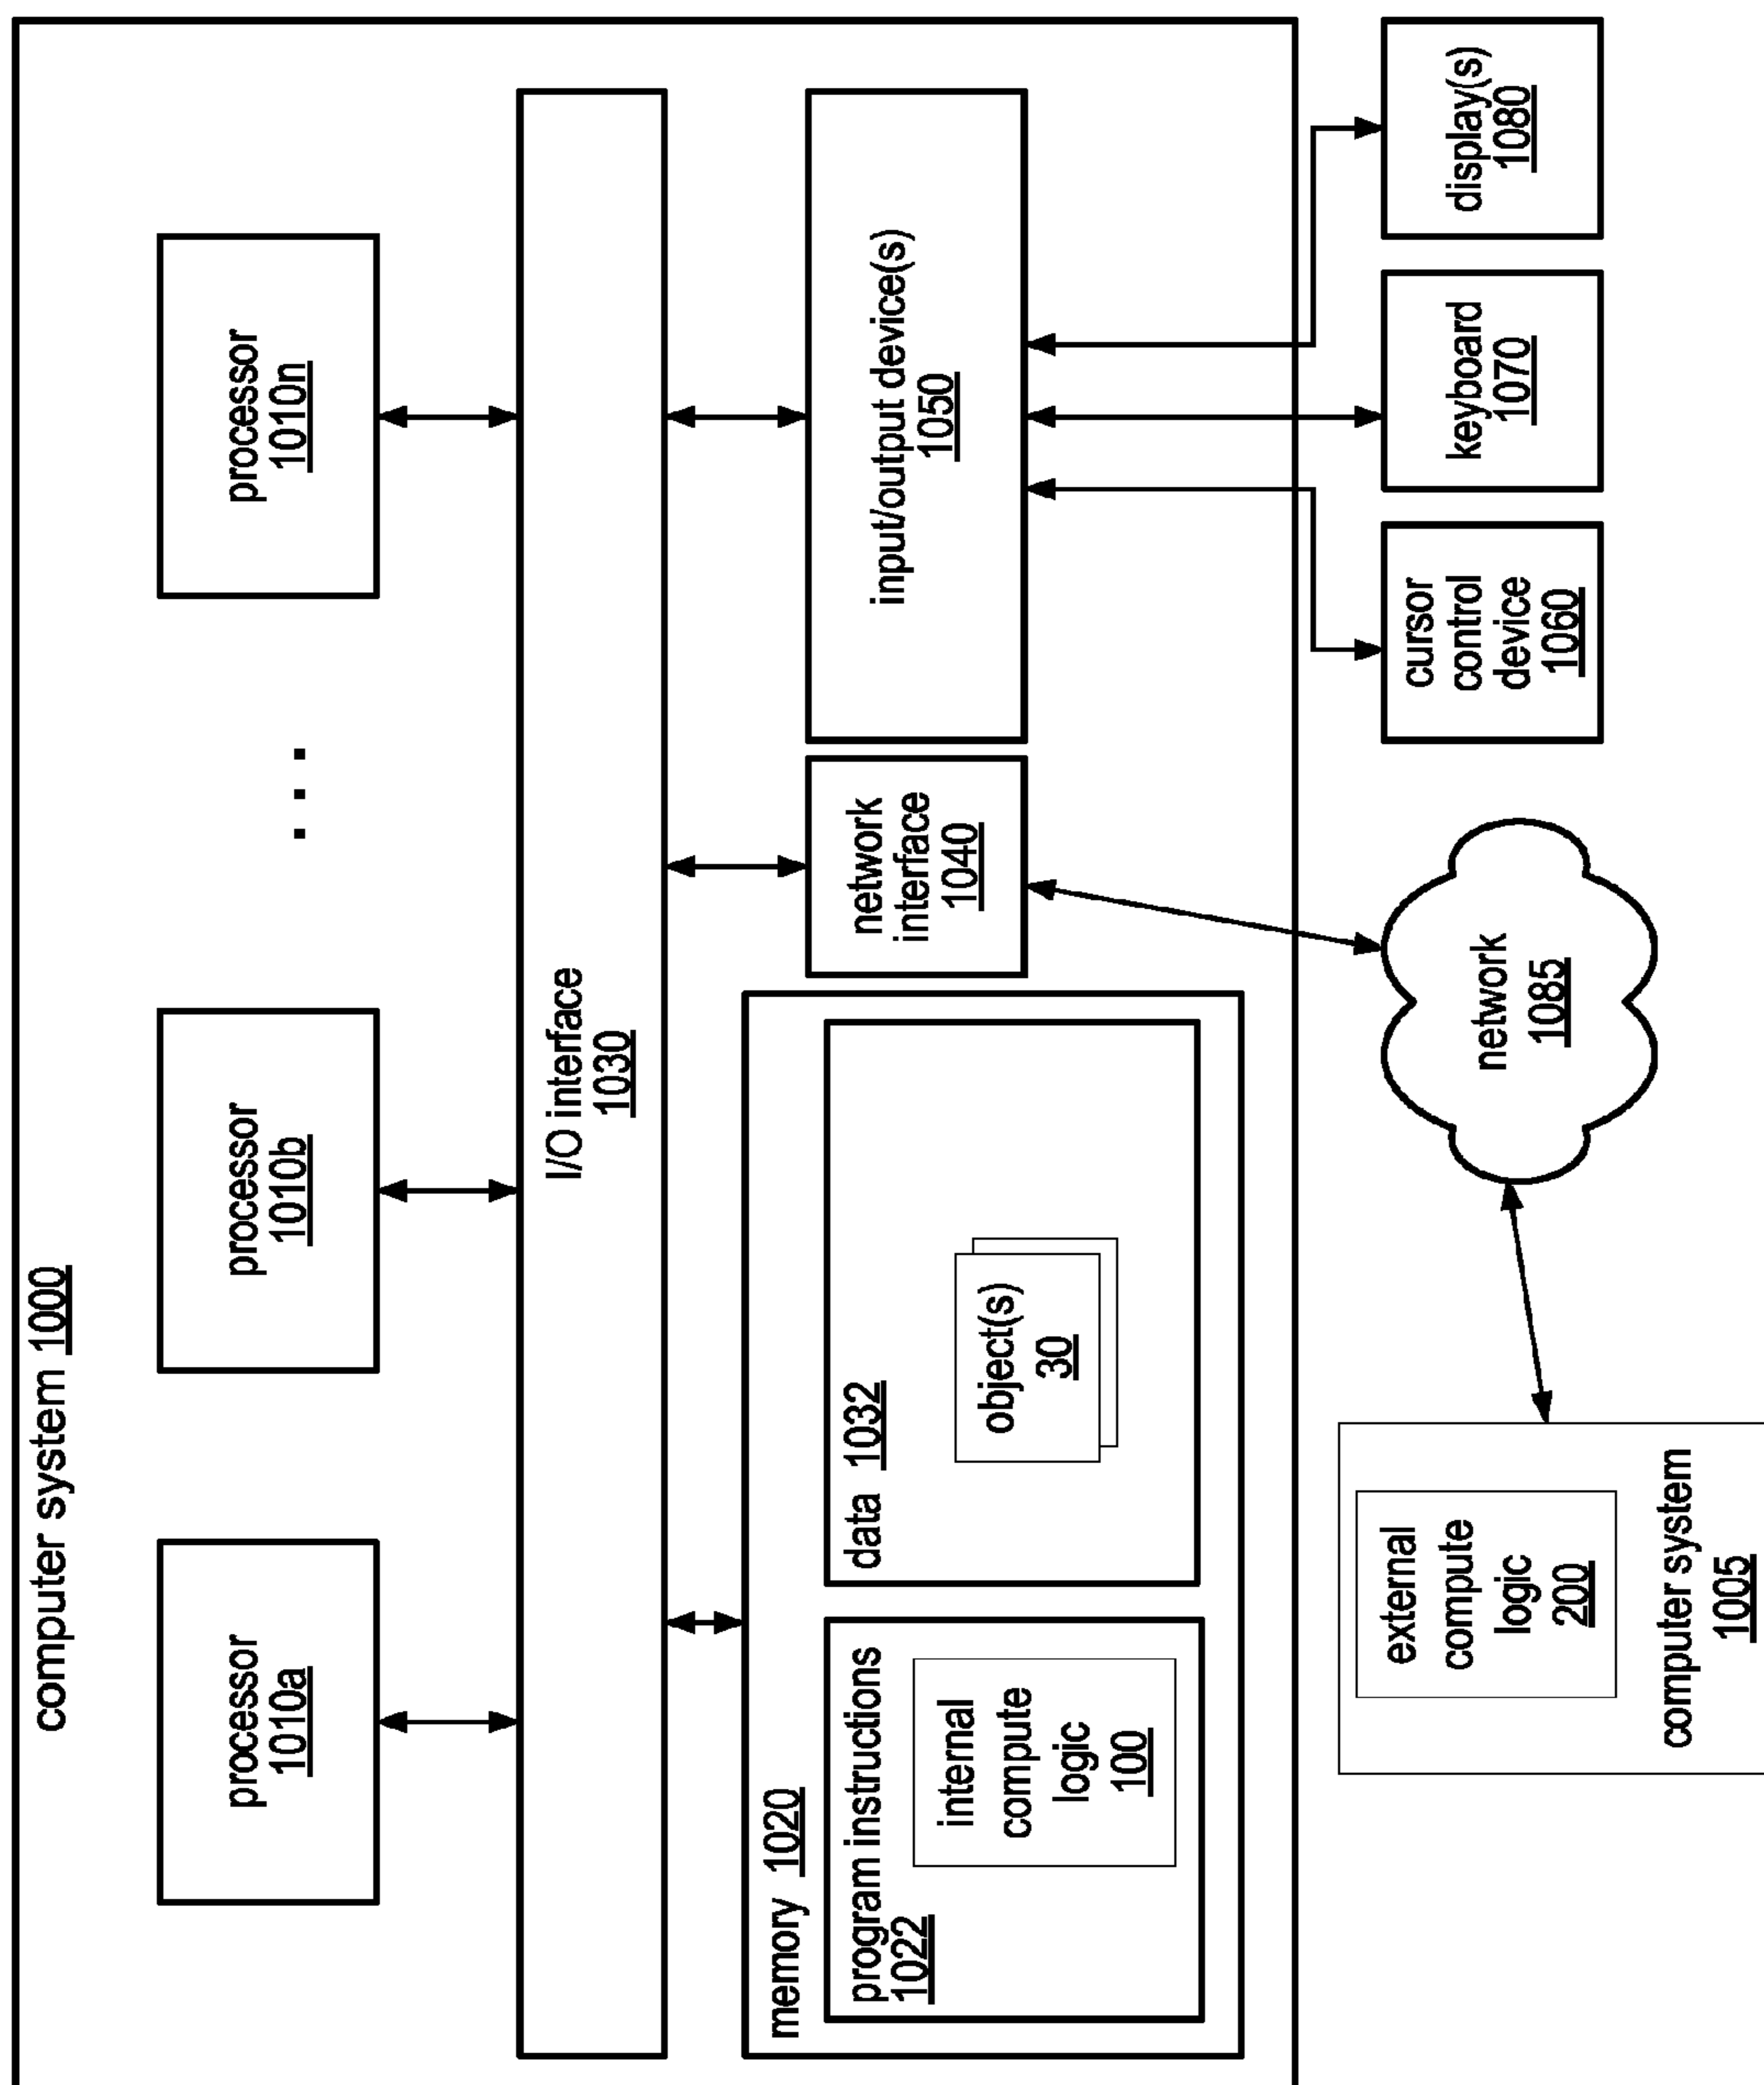 computer system 1000
processor
1010a
processor
1010b
. . .
processor
1010n
I/O interface
1030
memory 1020
program instructions
1022
internal
compute
logic
100
data 1032
object(s)
30
network
interface
1040
input/output device(s)
1050
external
compute
logic
200
computer system
1005
network
1085
cursor
control
device
1060
keyboard
1070
display(s)
1080